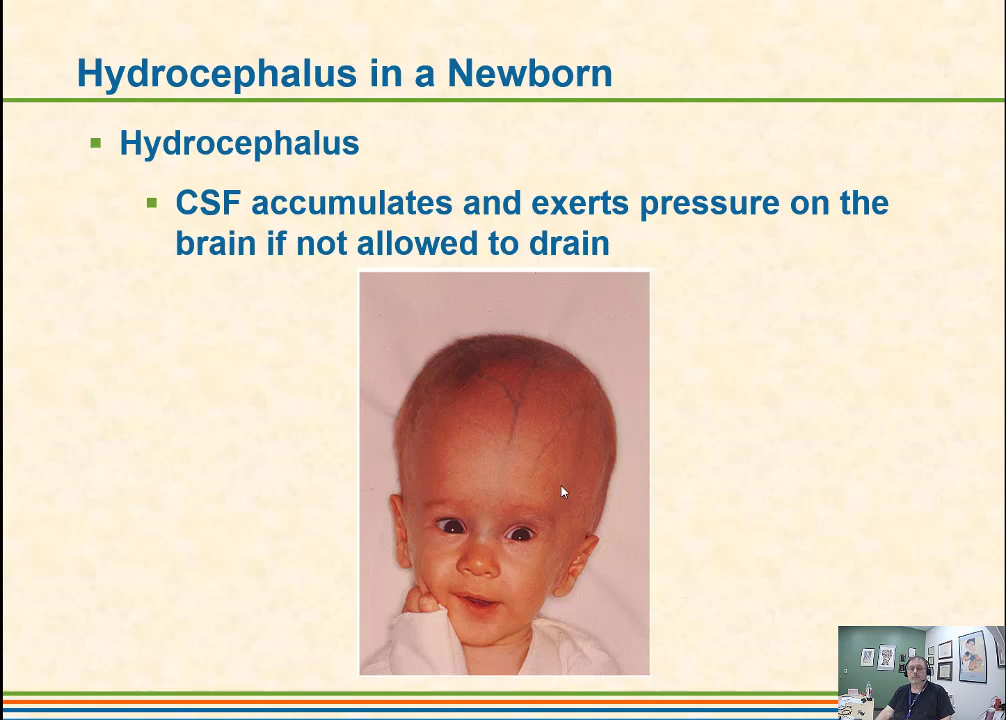 Hydrocephalus in a Newborn
Hydrocephalus
CSF accumulates and exerts pressure on the
brain if not allowed to drain